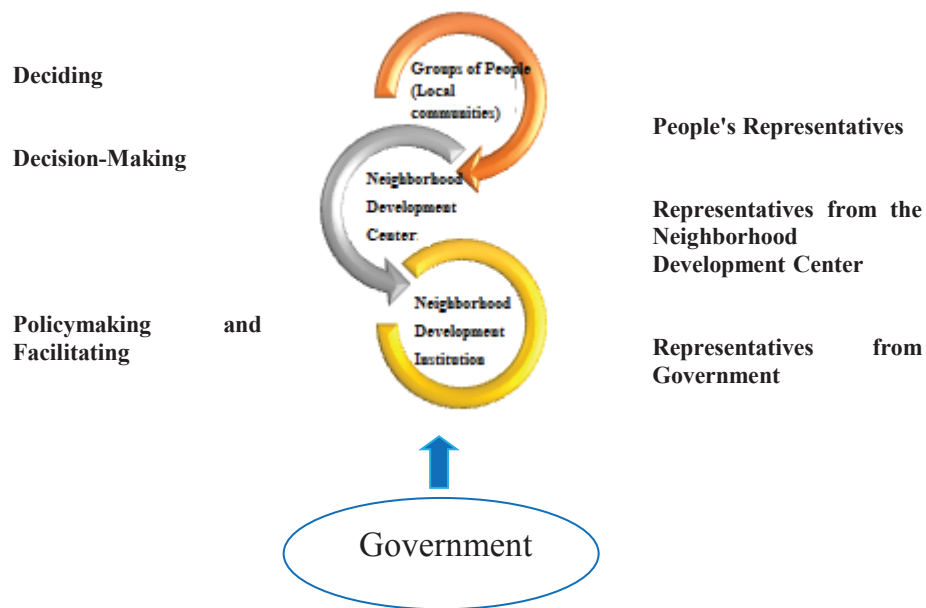 Deciding
Groups of People
(Local
communities)
People's Representatives
Decision-Making
Neighborhood
Development
Center
Representatives from the
Neighborhood
Development Center
Neighborhood
Development
Institution
Policymaking and
Facilitating
Representatives from
Government
Government